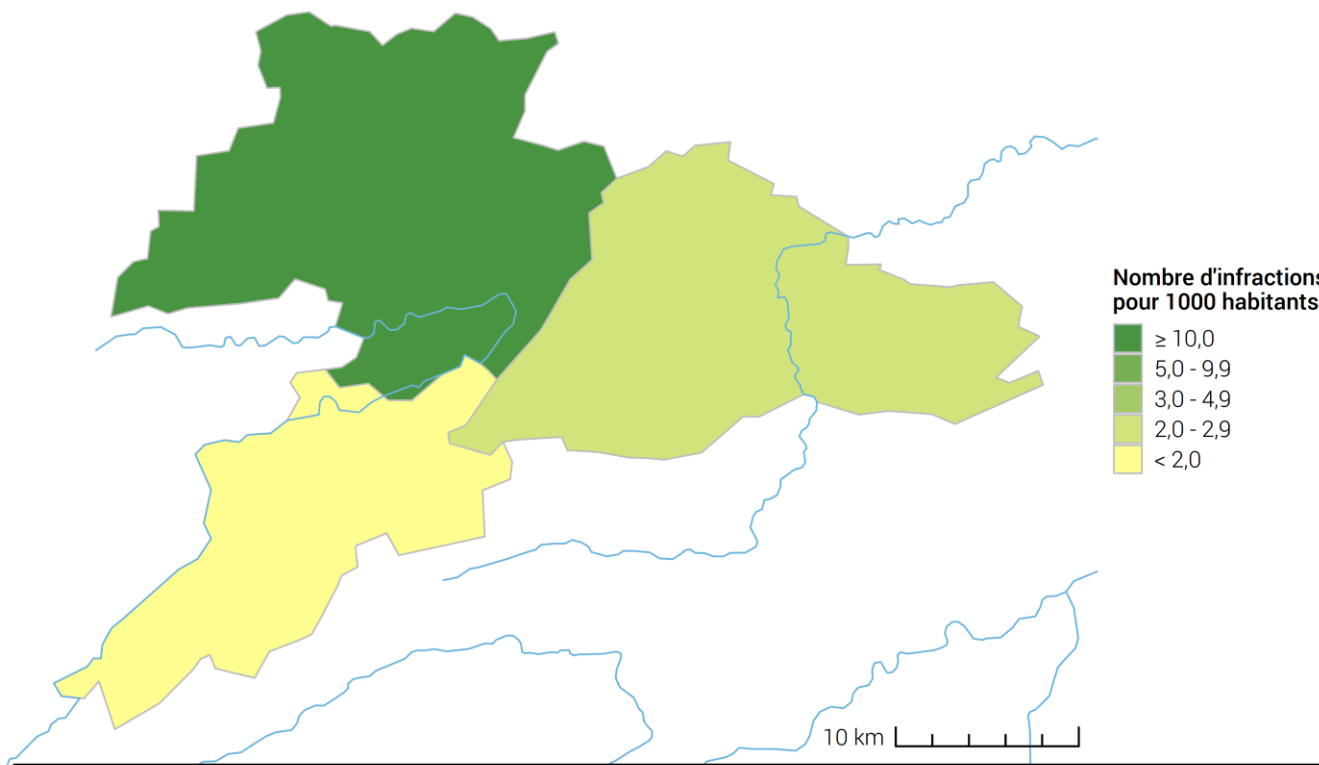 Nombre d'infractions
pour 1000 habitants
≥ 10,0
5,0 - 9,9
3,0 - 4,9
2,0 - 2,9
< 2,0
10 km